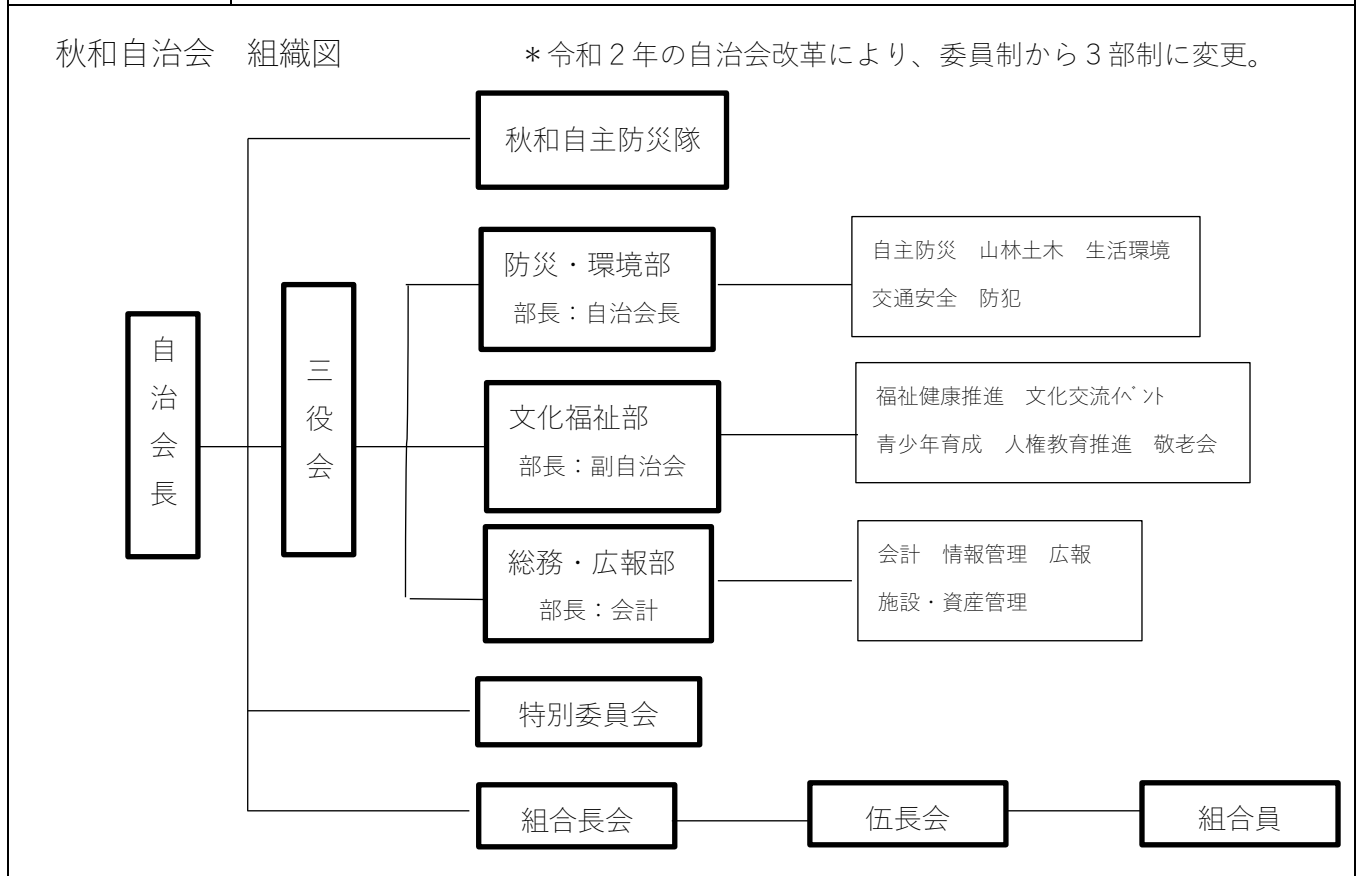 秋和自治会　組織図
＊令和２年の自治会改革により、委員制から３部制に変更。
秋和自主防災隊
防災・環境部
部長：自治会長
自主防災　山林土木　生活環境
交通安全　防犯
自治会長
三役会
文化福祉部
部長：副自治会
福祉健康推進　文化交流ｲﾍﾞﾝﾄ
青少年育成　人権教育推進　敬老会
総務・広報部
部長：会計
会計　情報管理　広報
施設・資産管理
特別委員会
組合長会
伍長会
組合員